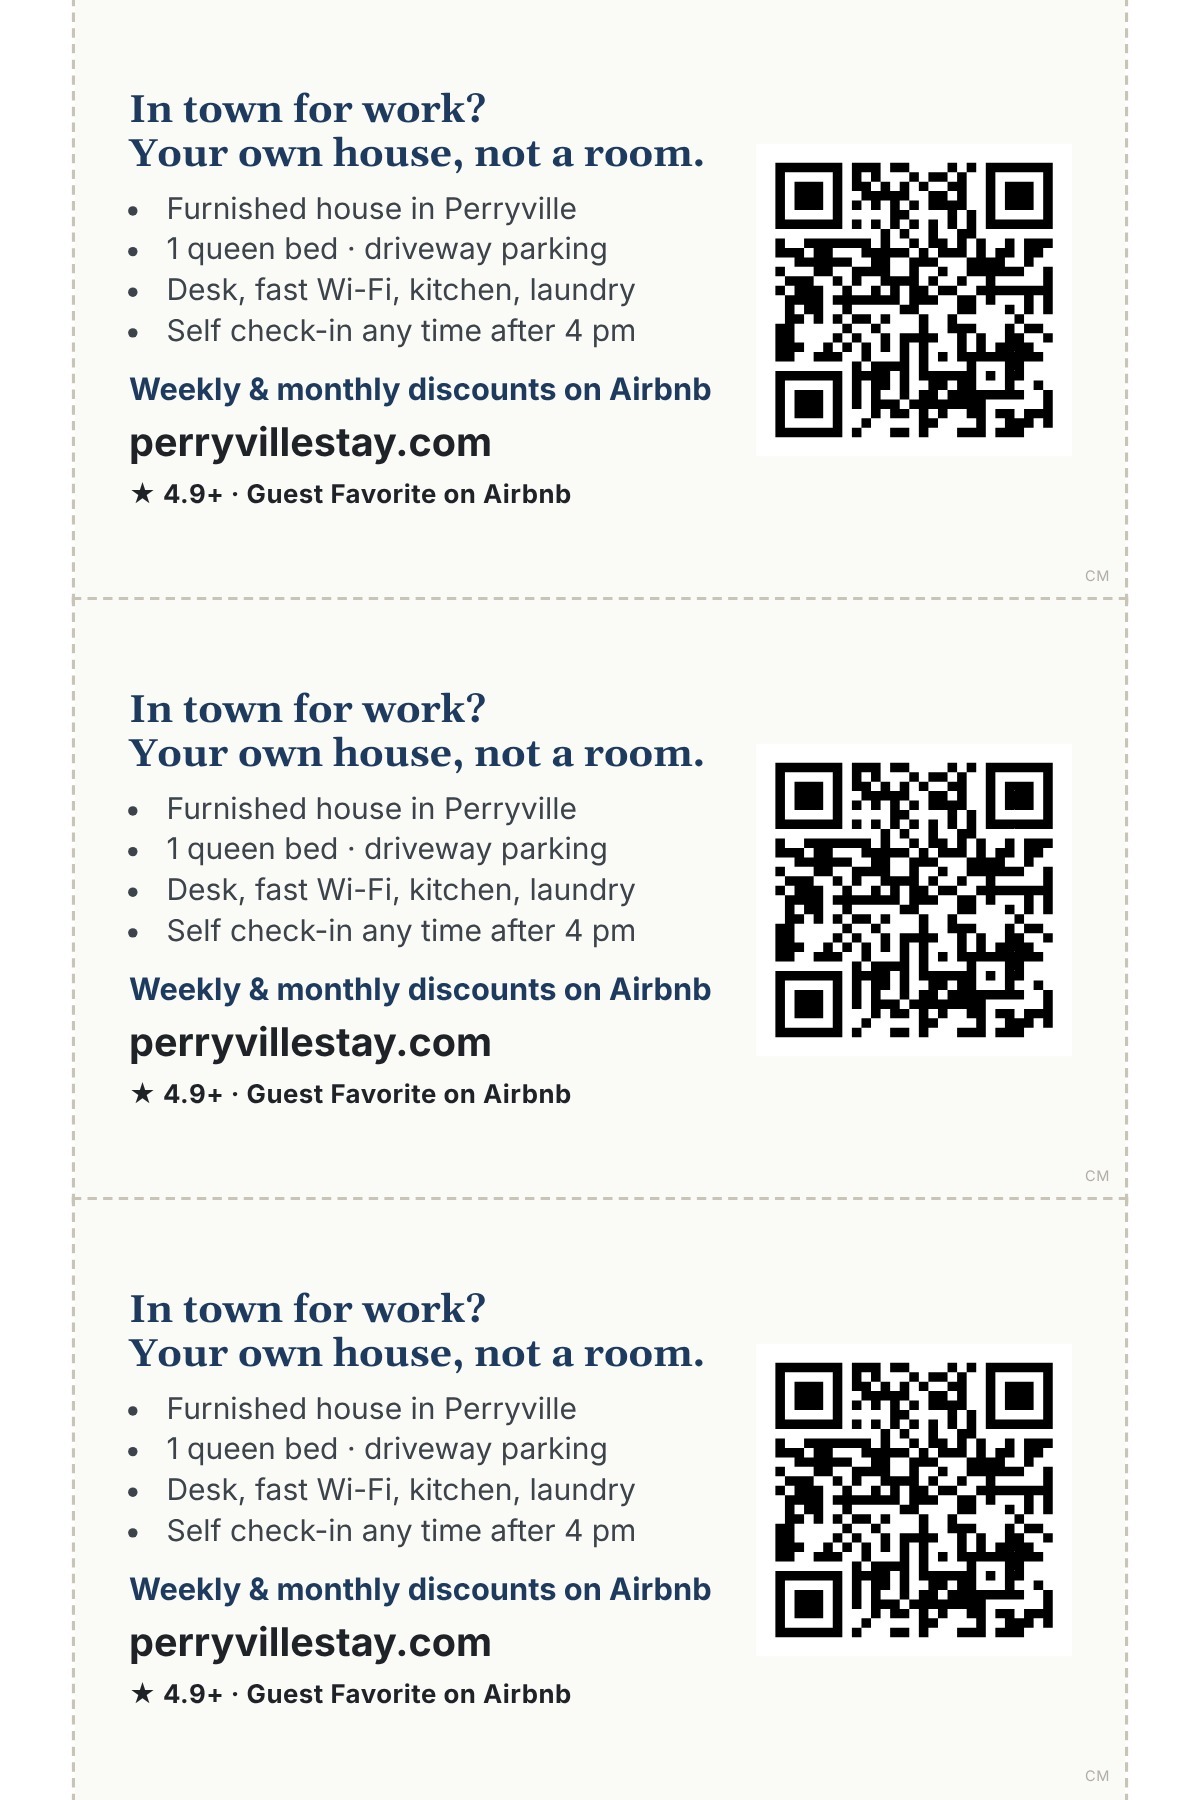 In town for work?
Your own house, not a room.
• Furnished house in Perryville
• 1 queen bed · driveway parking
• Desk, fast Wi-Fi, kitchen, laundry
• Self check-in any time after 4 pm
Weekly & monthly discounts on Airbnb
perryvillestay.com
★ 4.9+ · Guest Favorite on Airbnb
CM
In town for work?
Your own house, not a room.
• Furnished house in Perryville
• 1 queen bed · driveway parking
• Desk, fast Wi-Fi, kitchen, laundry
• Self check-in any time after 4 pm
Weekly & monthly discounts on Airbnb
perryvillestay.com
★ 4.9+ · Guest Favorite on Airbnb
CM
In town for work?
Your own house, not a room.
• Furnished house in Perryville
• 1 queen bed · driveway parking
• Desk, fast Wi-Fi, kitchen, laundry
• Self check-in any time after 4 pm
Weekly & monthly discounts on Airbnb
perryvillestay.com
★ 4.9+ · Guest Favorite on Airbnb
CM